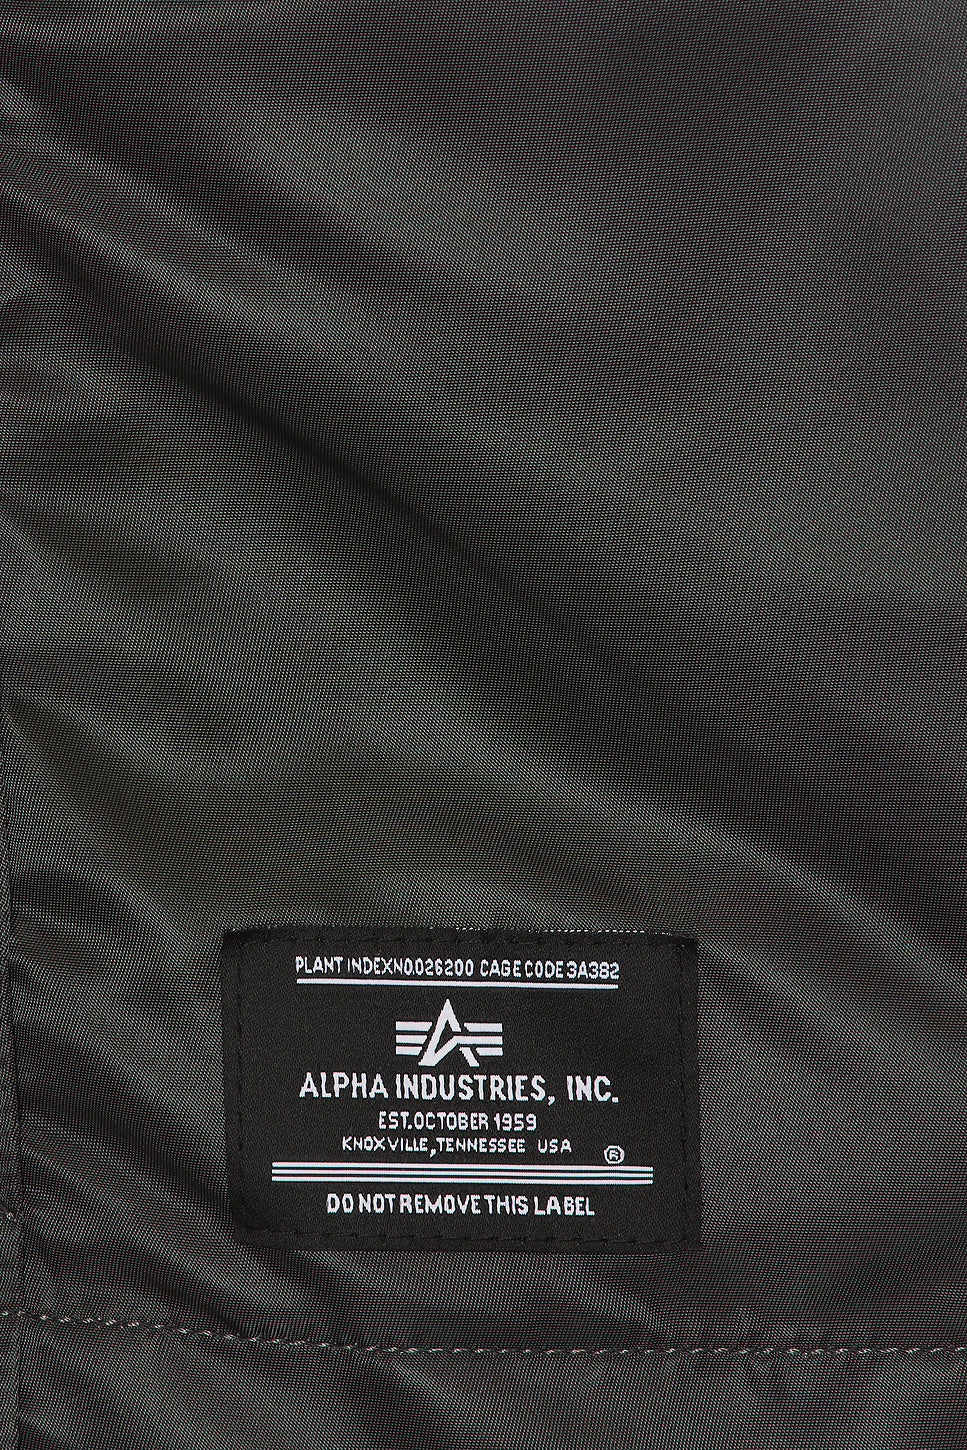 PLANT INDEXNO.026200 CAGE CODE 3A382
ALPHA INDUSTRIES, INC.
EST.OCTOBER 1959
KNOXVILLE,TENNESSEE USA
®
DO NOT REMOVE THIS LABEL